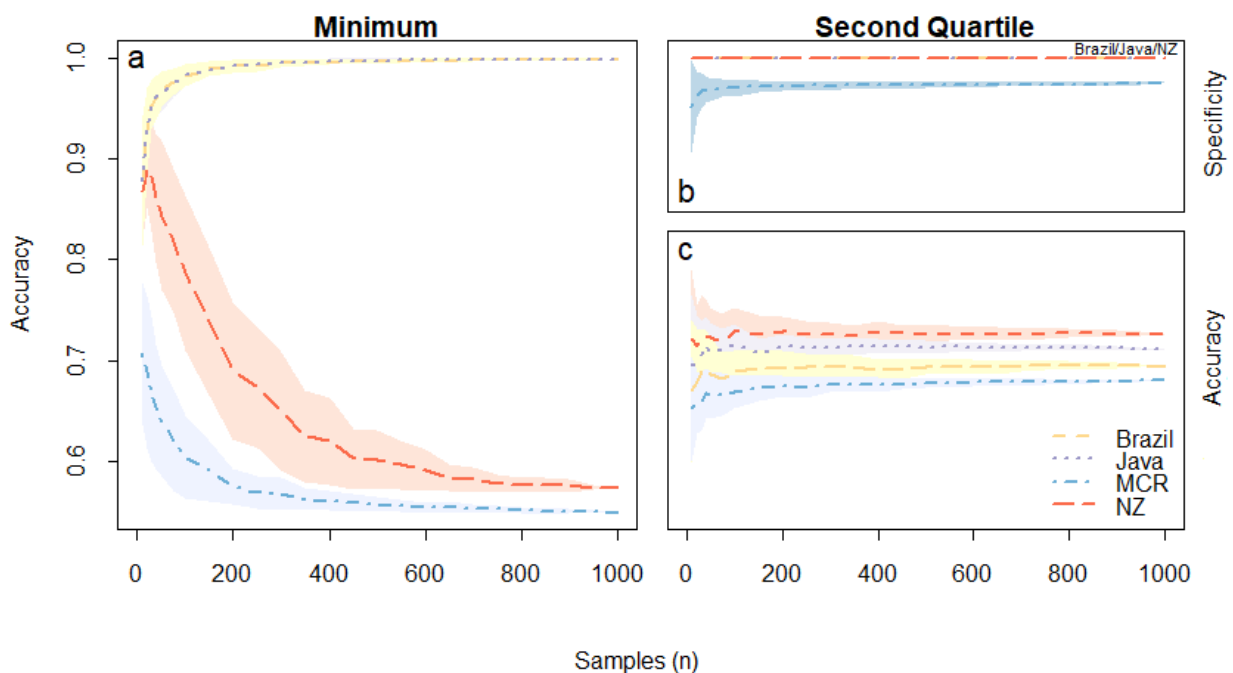 Minimum
Second Quartile
a
1.0
0.9
0.8
0.7
0.6
Accuracy
0 200 400 600 800 1000
Brazil/Java/NZ
b
Specificity
c
Accuracy
Brazil
Java
MCR
NZ
0 200 400 600 800 1000
Samples (n)